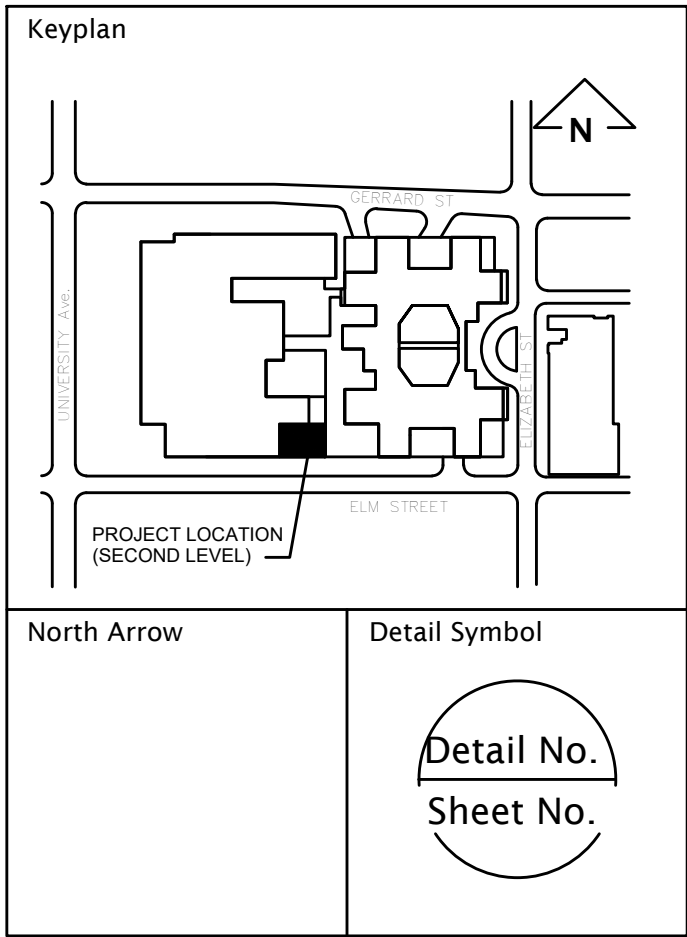 Keyplan
N
GERRARD ST
UNIVERSITY Ave.
ELIZABETH ST
ELM STREET
PROJECT LOCATION
(SECOND LEVEL)
North Arrow
Detail Symbol
Detail No.
Sheet No.